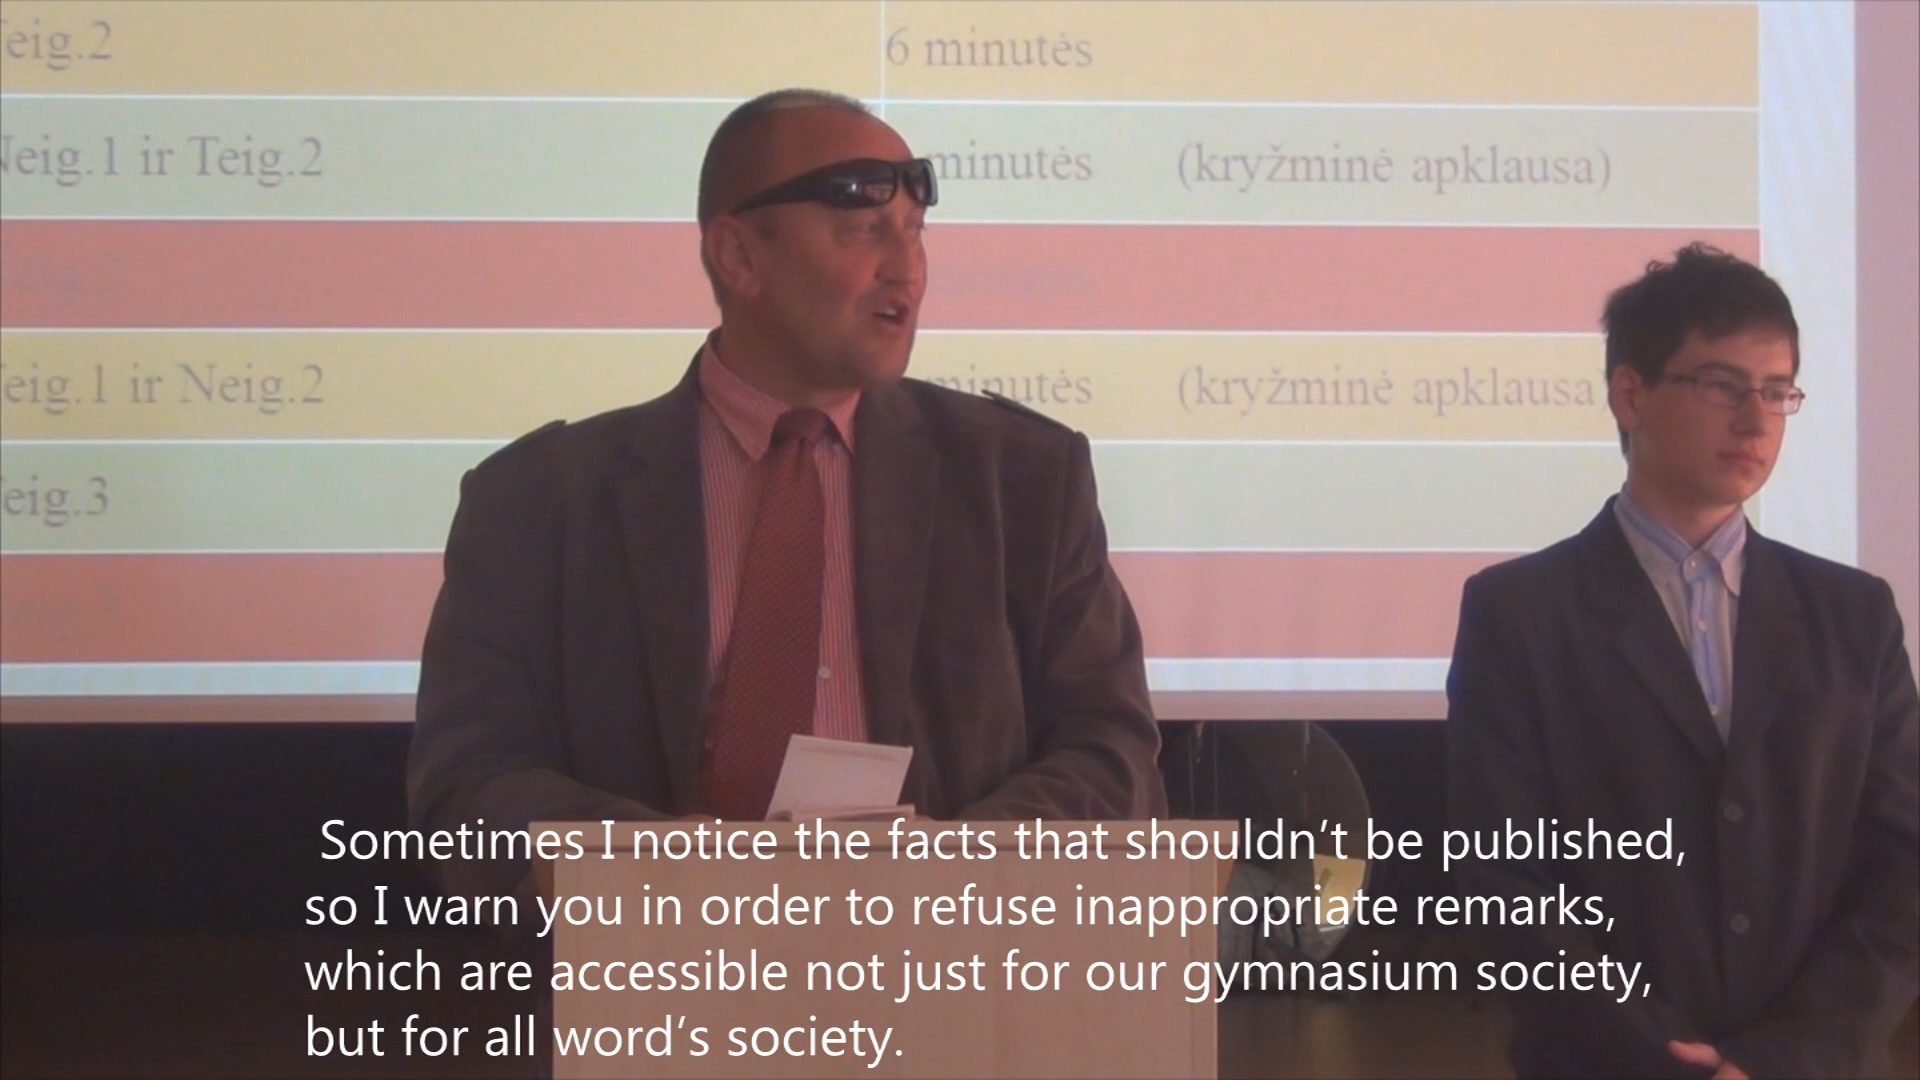 eig.2 6 minutės
Neig.1 ir Teig.2 minutės (kryžminė apklausa)
eig.1 ir Neig.2 minutės (kryžminė apklausa)
eig.3
Sometimes I notice the facts that shouldn't be published,
so I warn you in order to refuse inappropriate remarks,
which are accessible not just for our gymnasium society,
but for all word's society.